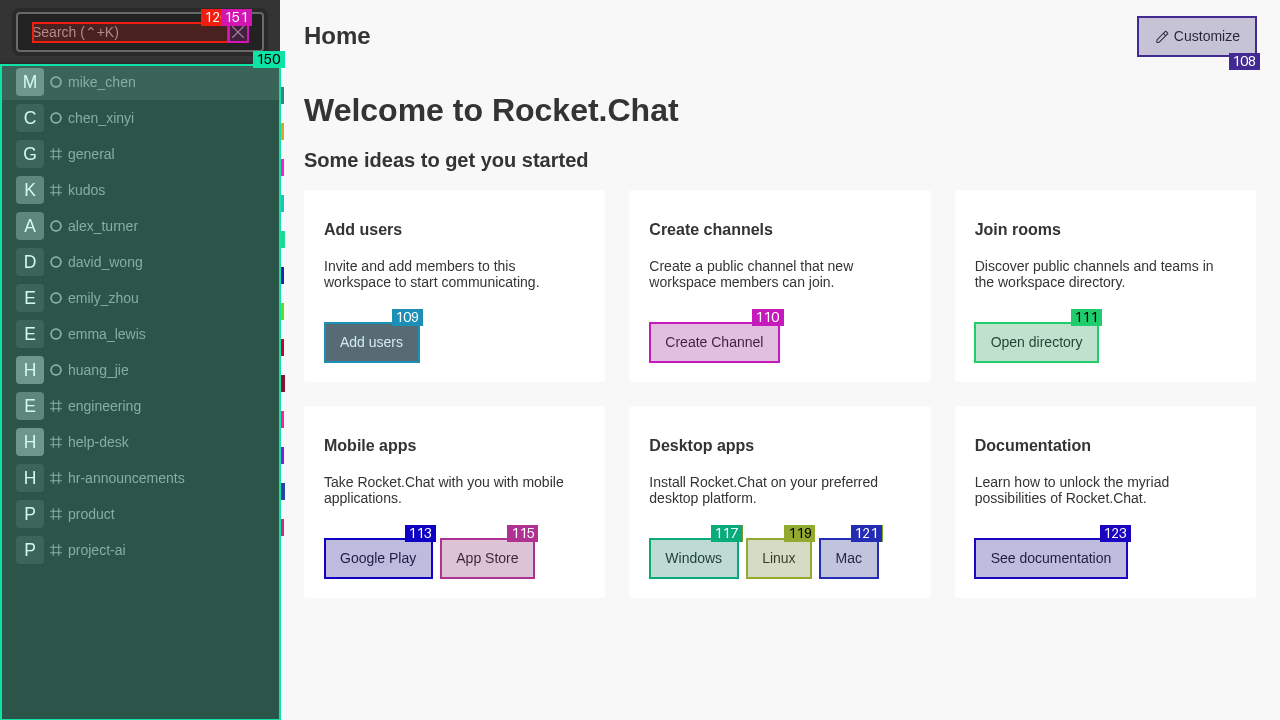 Search (⌃+K)
12
151
150
M mike_chen
C chen_xinyi
G general
K kudos
A alex_turner
D david_wong
E emily_zhou
E emma_lewis
H huang_jie
E engineering
H help-desk
H hr-announcements
P product
P project-ai
Home
Customize
108
Welcome to Rocket.Chat
Some ideas to get you started
Add users
Invite and add members to this
workspace to start communicating.
109
Add users
Create channels
Create a public channel that new
workspace members can join.
110
Create Channel
Join rooms
Discover public channels and teams in
the workspace directory.
111
Open directory
Mobile apps
Take Rocket.Chat with you with mobile
applications.
113
115
Google Play
App Store
Desktop apps
Install Rocket.Chat on your preferred
desktop platform.
117
119
121
Windows
Linux
Mac
Documentation
Learn how to unlock the myriad
possibilities of Rocket.Chat.
123
See documentation